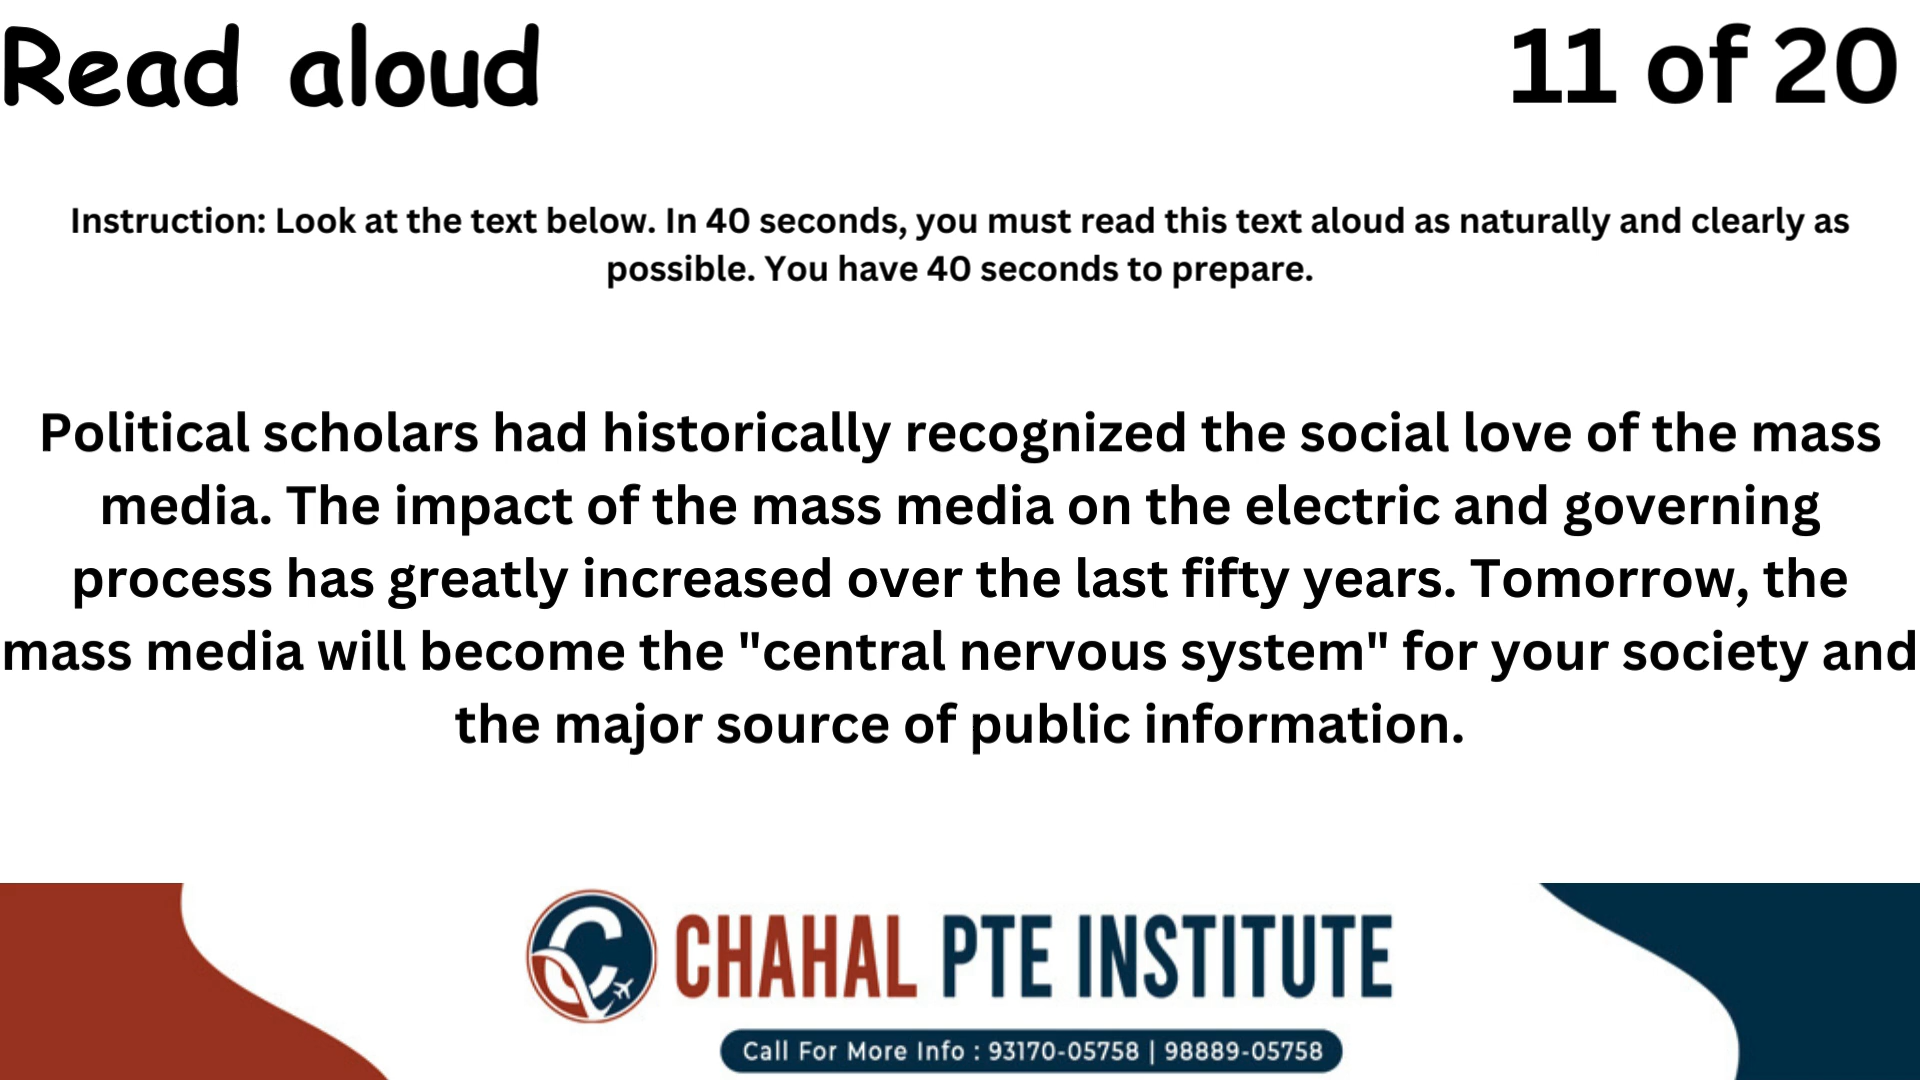 Read aloud
11 of 20
Instruction: Look at the text below. In 40 seconds, you must read this text aloud as naturally and clearly as
possible. You have 40 seconds to prepare.
Political scholars had historically recognized the social love of the mass
media. The impact of the mass media on the electric and governing
process has greatly increased over the last fifty years. Tomorrow, the
mass media will become the "central nervous system" for your society and
the major source of public information.
CHAHAL PTE INSTITUTE
Call For More Info : 93170-05758 | 98889-05758